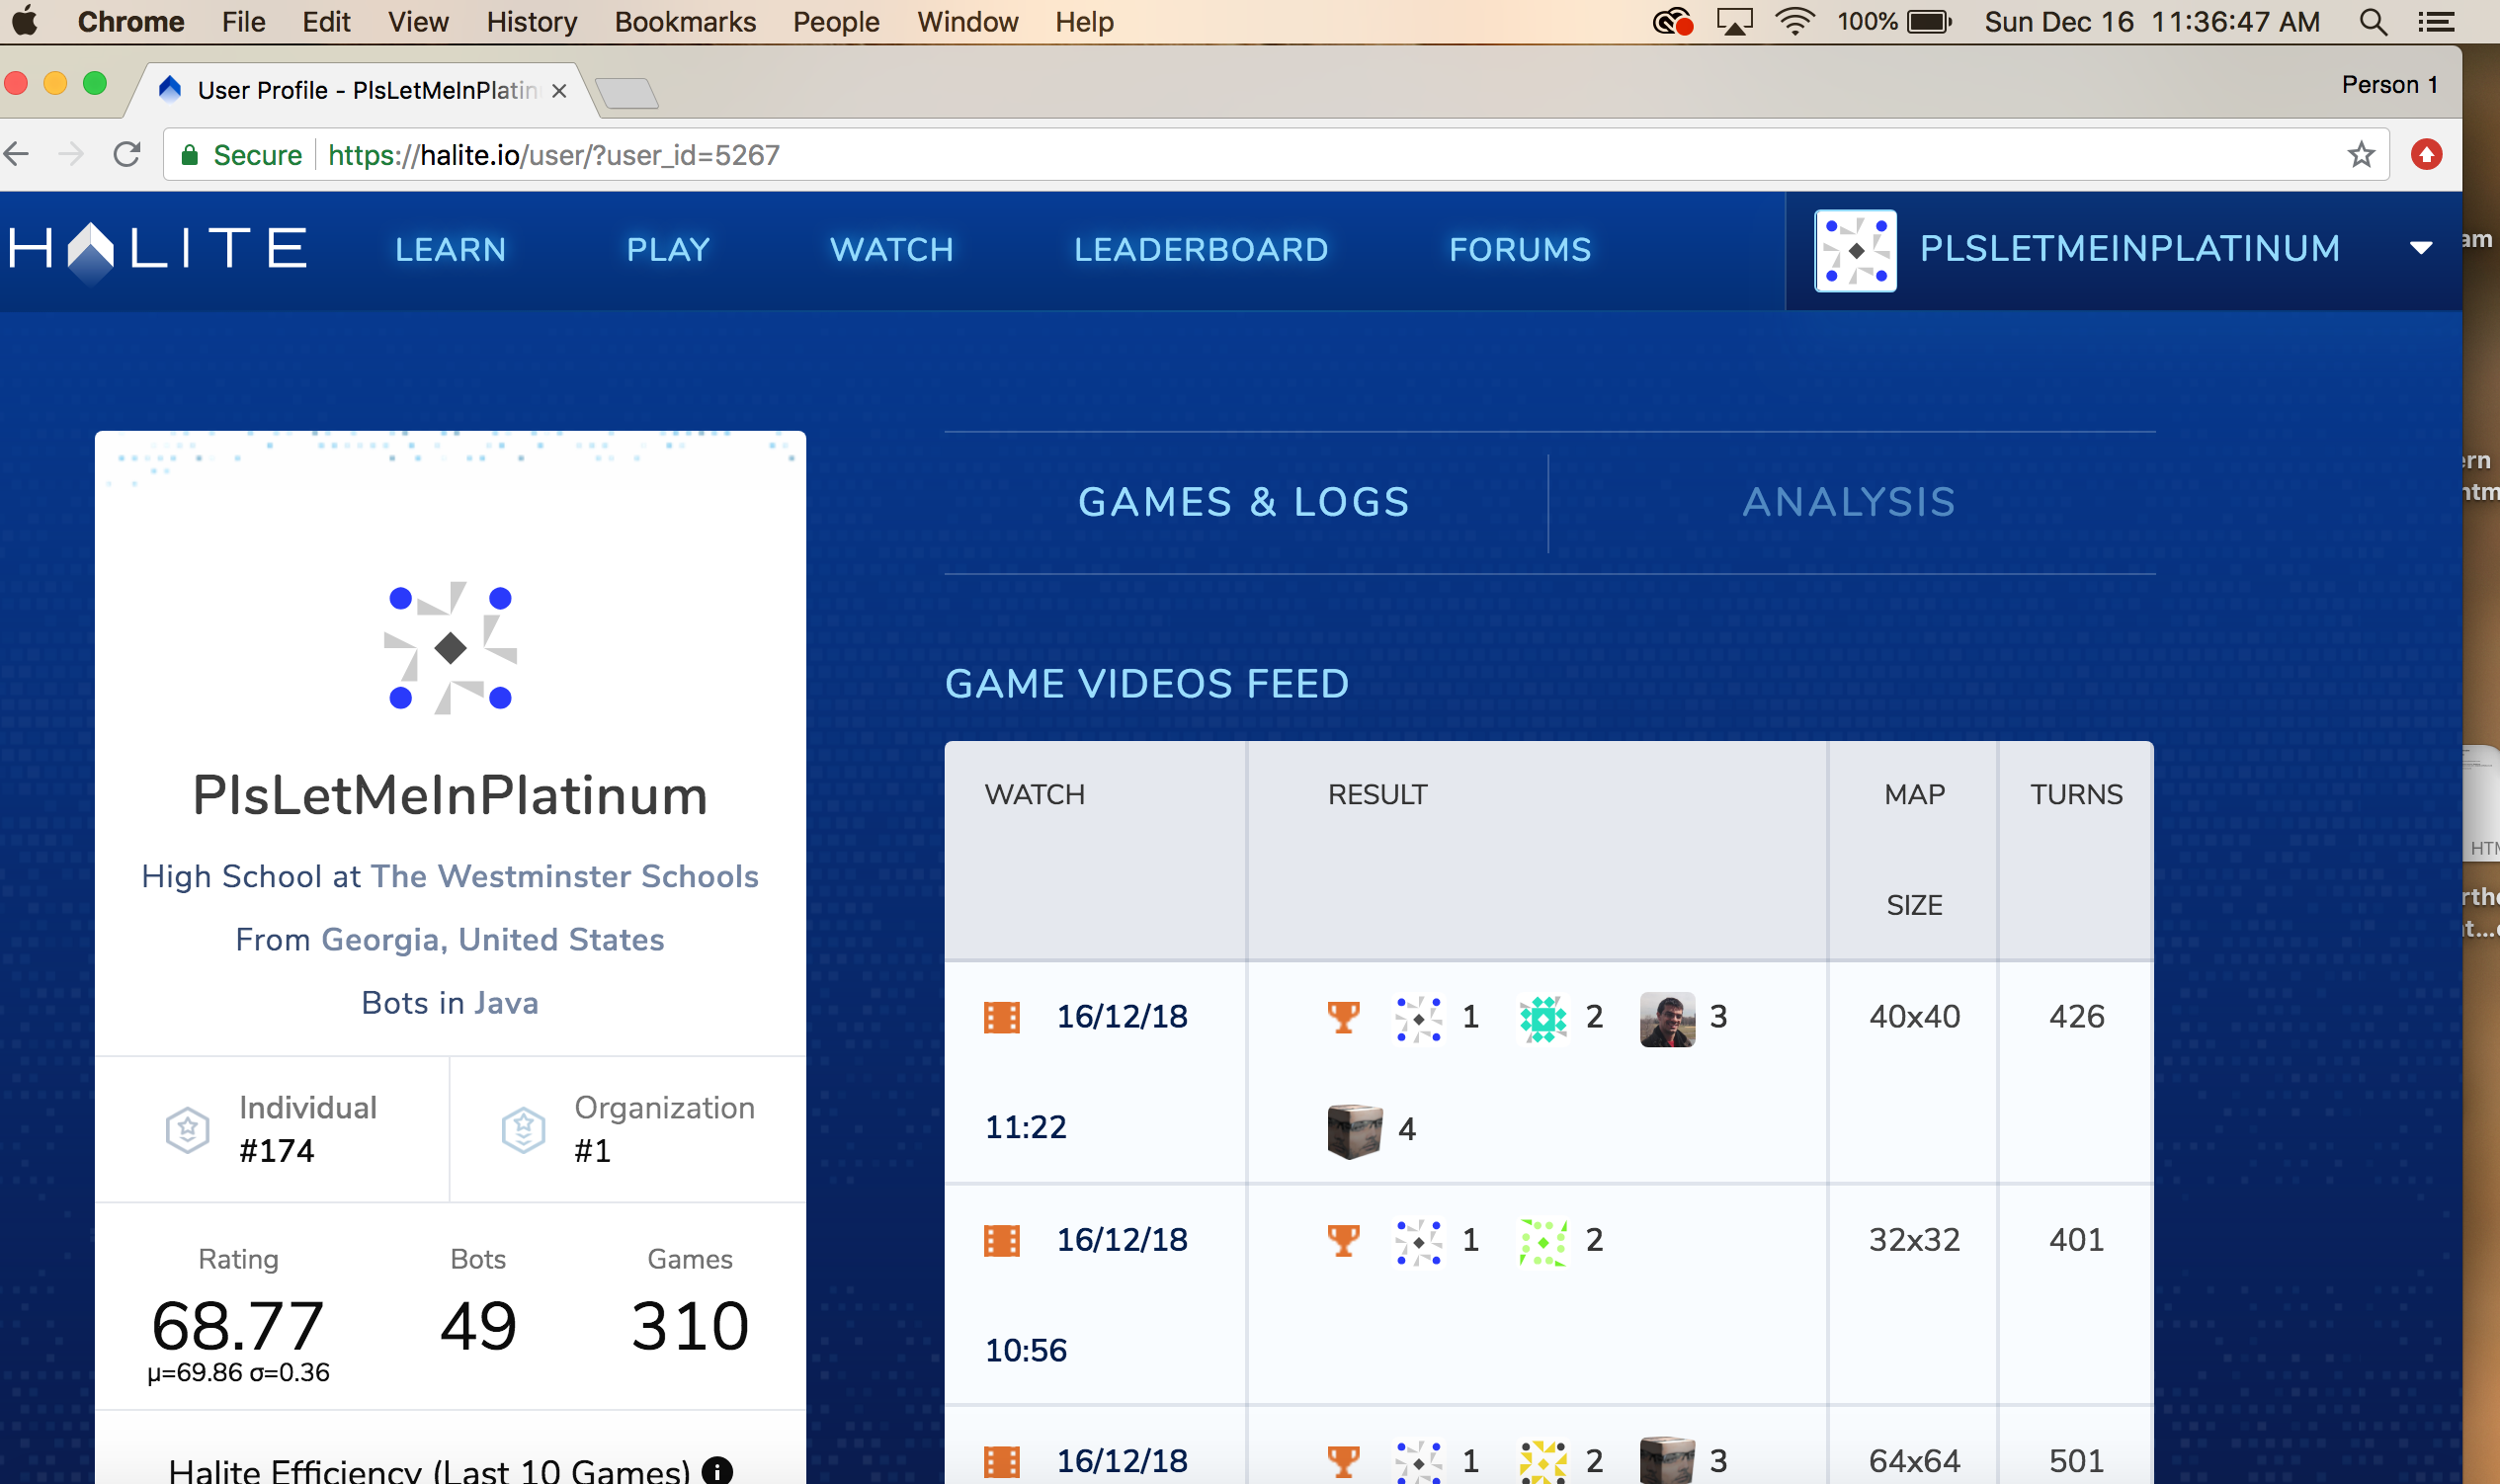 Chrome File Edit View History Bookmarks People Window Help 100% Sun Dec 16 11:36:47 AM
User Profile - PlsLetMeInPlatin Person 1
Secure https://halite.io/user/?user_id=5267
HALITE LEARN PLAY WATCH LEADERBOARD FORUMS PLSLETMEINPLATINUM
GAMES & LOGS ANALYSIS
PlsLetMeInPlatinum
High School at The Westminster Schools
From Georgia, United States
Bots in Java
Individual
#174
Organization
#1
Rating Bots Games
68.77 49 310
μ=69.86 σ=0.36
Halite Efficiency (Last 10 Games) i
GAME VIDEOS FEED
WATCH RESULT MAP SIZE TURNS
16/12/18 1 2 3 40x40 426
11:22 4
16/12/18 1 2 32x32 401
10:56
16/12/18 1 2 3 64x64 501